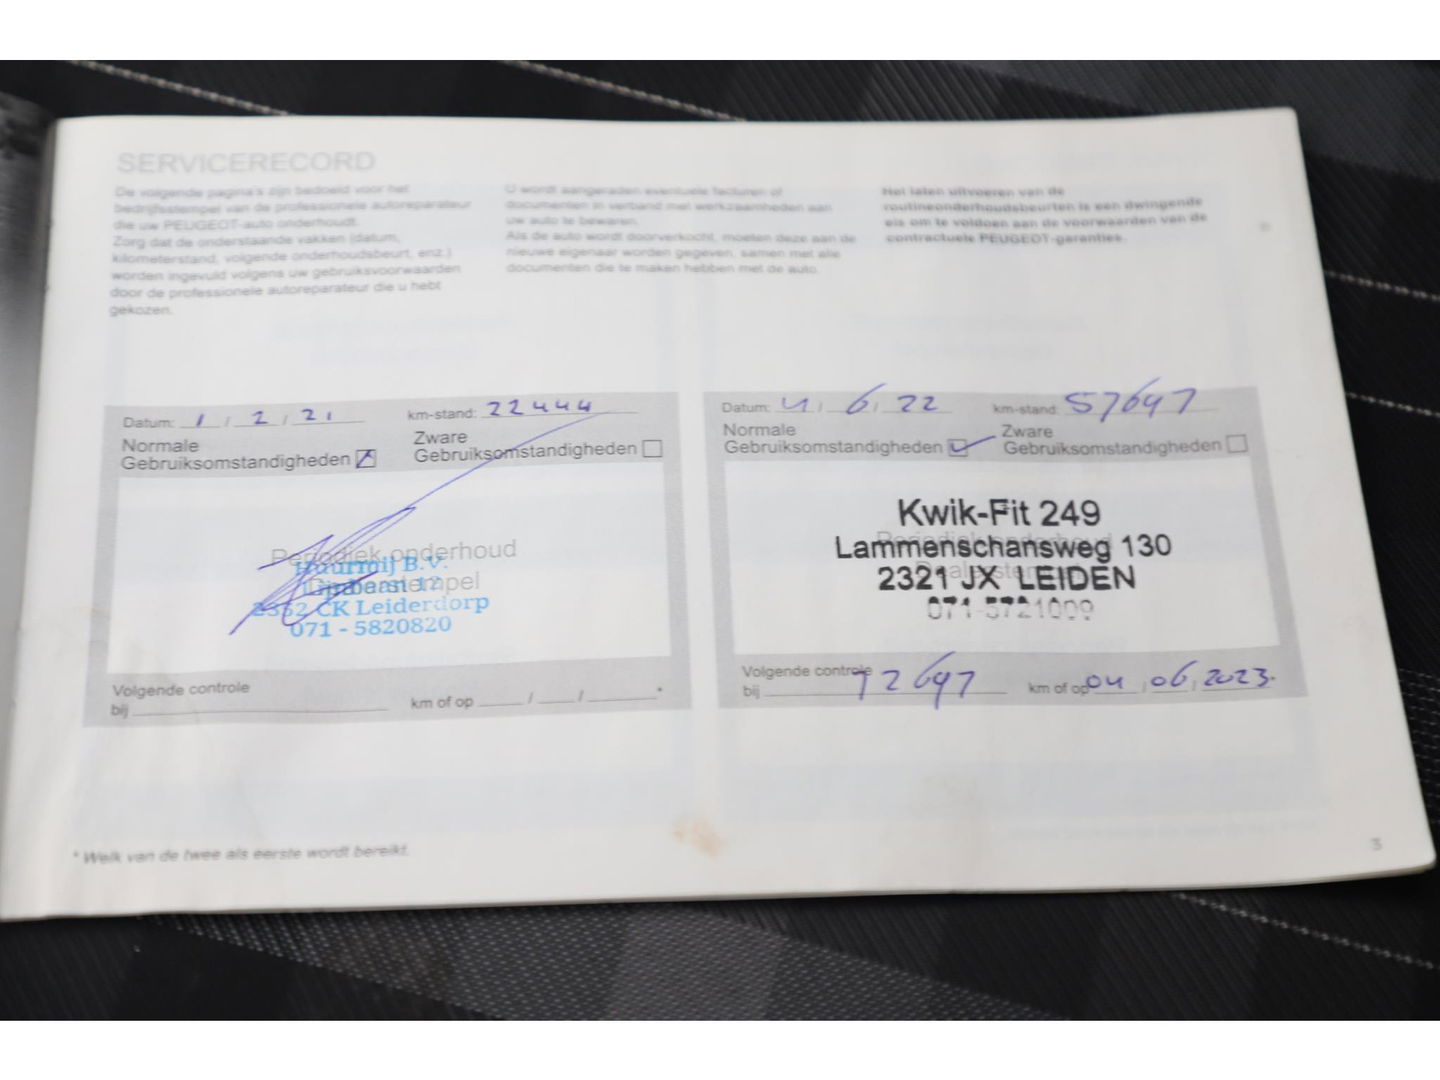 SERVICERECORD
De volgende pagina's zijn bedoeld voor het
bedrijfsstempel van de professionele autoreparateur
die uw PEUGEOT-auto onderhoudt.
Zorg dat de onderstaande vakken (datum,
kilometerstand, volgende onderhoudsbeurt, enz.)
worden ingevuld volgens uw gebruiksvoorwaarden
door de professionele autoreparateur die u hebt
gekozen.
U wordt aangeraden eventuele facturen of
documenten in verband met werkzaamheden aan
uw auto te bewaren.
Als de auto wordt doorverkocht, moeten deze aan de
nieuwe eigenaar worden gegeven, samen met alle
documenten die te maken hebben met de auto.
Het laten uitvoeren van de
routineonderhoudsbeurten is een dwingende
eis om te voldoen aan de voorwaarden van de
contractuele PEUGEOT-garanties.
Datum: 1 / 2 / 21 km-stand: 22444
Normale Zware
Gebruiksomstandigheden Gebruiksomstandigheden
Periodiek onderhoud
Huurmij B.V.
Dealerstempel
2352 CK Leiderdorp
071 - 5820820
Volgende controle
bij km of op / / *
Datum: 4 / 6 / 22 km-stand: 57647
Normale Zware
Gebruiksomstandigheden Gebruiksomstandigheden
Kwik-Fit 249
Periodiek onderhoud
Lammenschansweg 130
Dealerstempel
2321 JX LEIDEN
071-5721009
Volgende controle
bij 72647 km of op 04 / 06 / 2023 *
* Welk van de twee als eerste wordt bereikt.
3